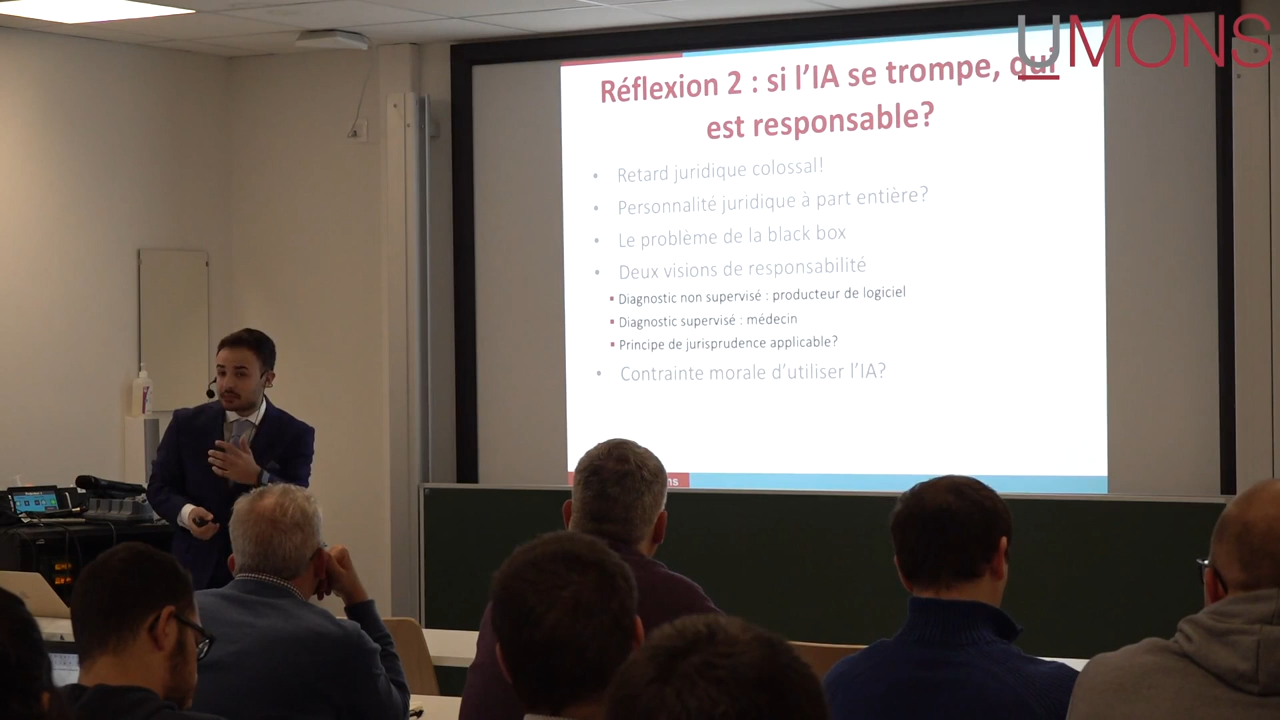 UMONS
Réflexion 2 : si l'IA se trompe, qui
est responsable?
• Retard juridique colossal!
• Personnalité juridique à part entière?
• Le problème de la black box
• Deux visions de responsabilité
▪ Diagnostic non supervisé : producteur de logiciel
▪ Diagnostic supervisé : médecin
▪ Principe de jurisprudence applicable?
• Contrainte morale d'utiliser l'IA?